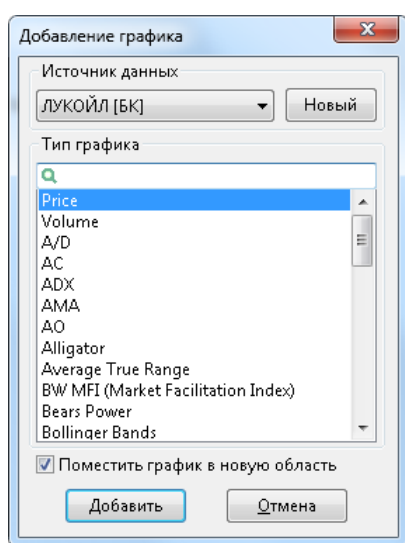 Добавление графика
Источник данных
ЛУКОЙЛ [БК]
Новый
Тип графика
Price
Volume
A/D
AC
ADX
AMA
AO
Alligator
Average True Range
BW MFI (Market Facilitation Index)
Bears Power
Bollinger Bands
Поместить график в новую область
Добавить
Отмена